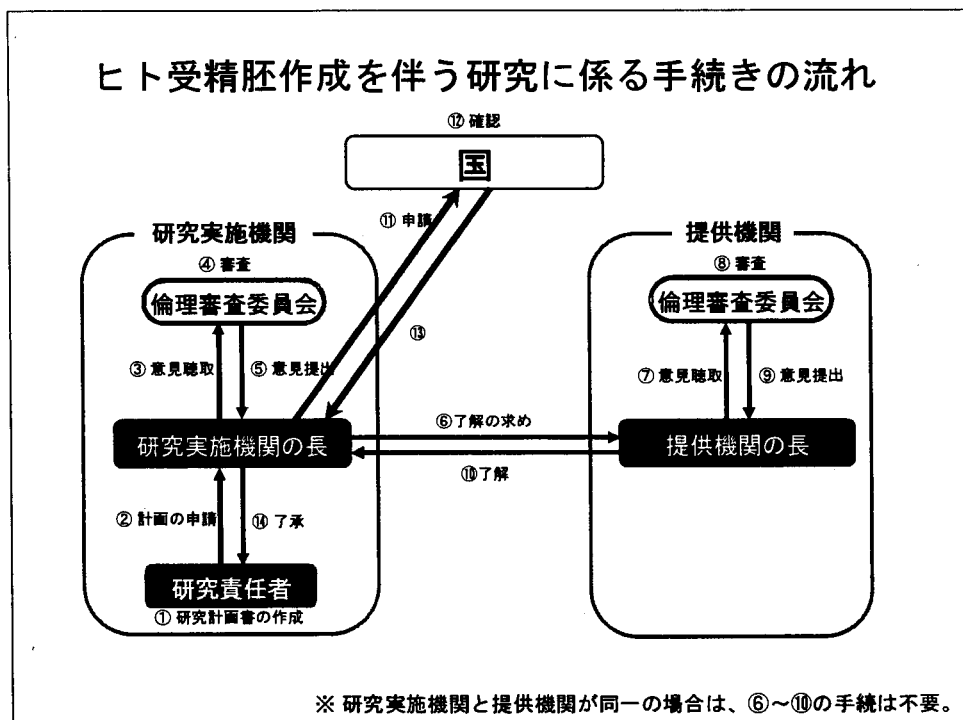 ヒト受精胚作成を伴う研究に係る手続きの流れ
⑫ 確認
国
⑪ 申請
研究実施機関
提供機関
④ 審査
⑧ 審査
倫理審査委員会
倫理審査委員会
⑬
③ 意見聴取
⑤ 意見提出
⑦ 意見聴取
⑨ 意見提出
⑥了解の求め
研究実施機関の長
提供機関の長
⑩了解
② 計画の申請
⑭ 了承
研究責任者
① 研究計画書の作成
※ 研究実施機関と提供機関が同一の場合は、⑥～⑩の手続は不要。